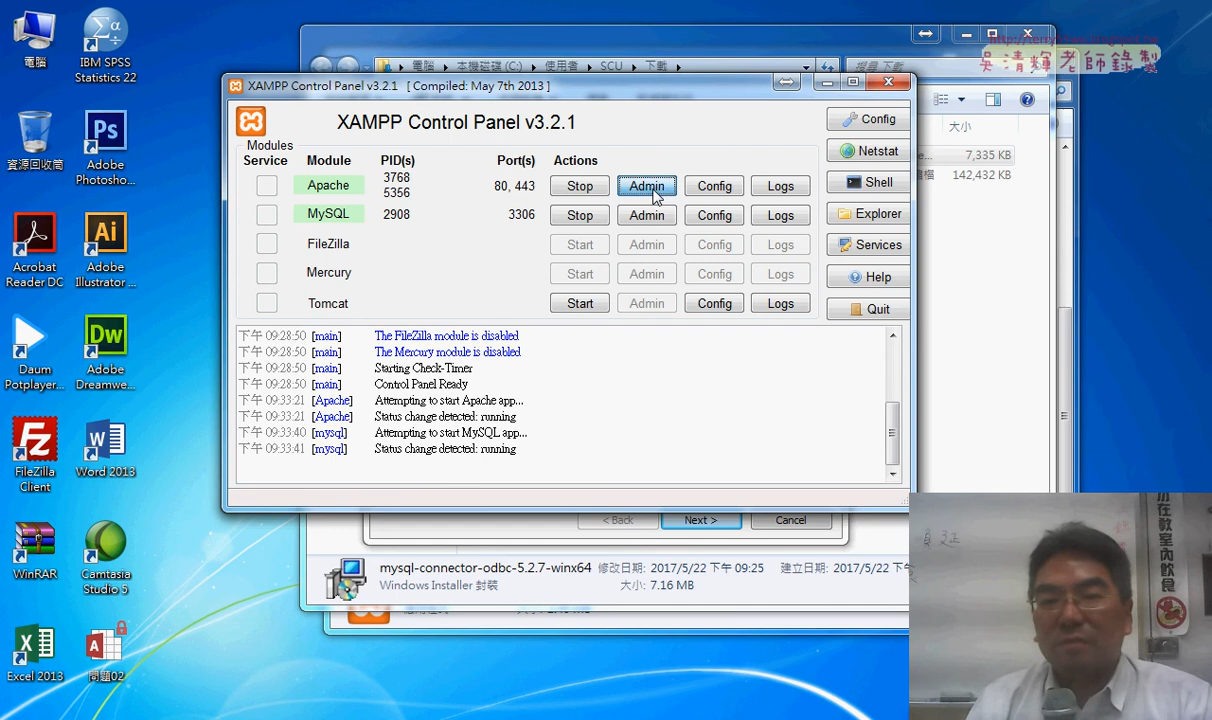 電腦
IBM SPSS
Statistics 22
資源回收筒
Adobe
Photosho...
Acrobat
Reader DC
Adobe
Illustrator ...
Daum
Potplayer...
Adobe
Dreamwe...
FileZilla
Client
Word 2013
WinRAR
Camtasia
Studio 5
Excel 2013
問題02
吳清輝老師錄製
電腦 ▸ 本機磁碟 (C:) ▸ 使用者 ▸ SCU ▸ 下載 ▸
搜尋 下載
大小
7,335 KB
142,432 KB
XAMPP Control Panel v3.2.1 [ Compiled: May 7th 2013 ]
XAMPP Control Panel v3.2.1
Modules
Service Module PID(s) Port(s) Actions
Apache 3768 5356 80, 443 Stop Admin Config Logs
MySQL 2908 3306 Stop Admin Config Logs
FileZilla Start Admin Config Logs
Mercury Start Admin Config Logs
Tomcat Start Admin Config Logs
Config
Netstat
Shell
Explorer
Services
Help
Quit
下午 09:28:50 [main] The FileZilla module is disabled
下午 09:28:50 [main] The Mercury module is disabled
下午 09:28:50 [main] Starting Check-Timer
下午 09:28:50 [main] Control Panel Ready
下午 09:33:21 [Apache] Attempting to start Apache app...
下午 09:33:21 [Apache] Status change detected: running
下午 09:33:40 [mysql] Attempting to start MySQL app...
下午 09:33:41 [mysql] Status change detected: running
< Back Next > Cancel
mysql-connector-odbc-5.2.7-winx64 修改日期: 2017/5/22 下午 09:25 建立日期: 2017/5/22 下午
Windows Installer 封裝 大小: 7.16 MB
在教室內飲食